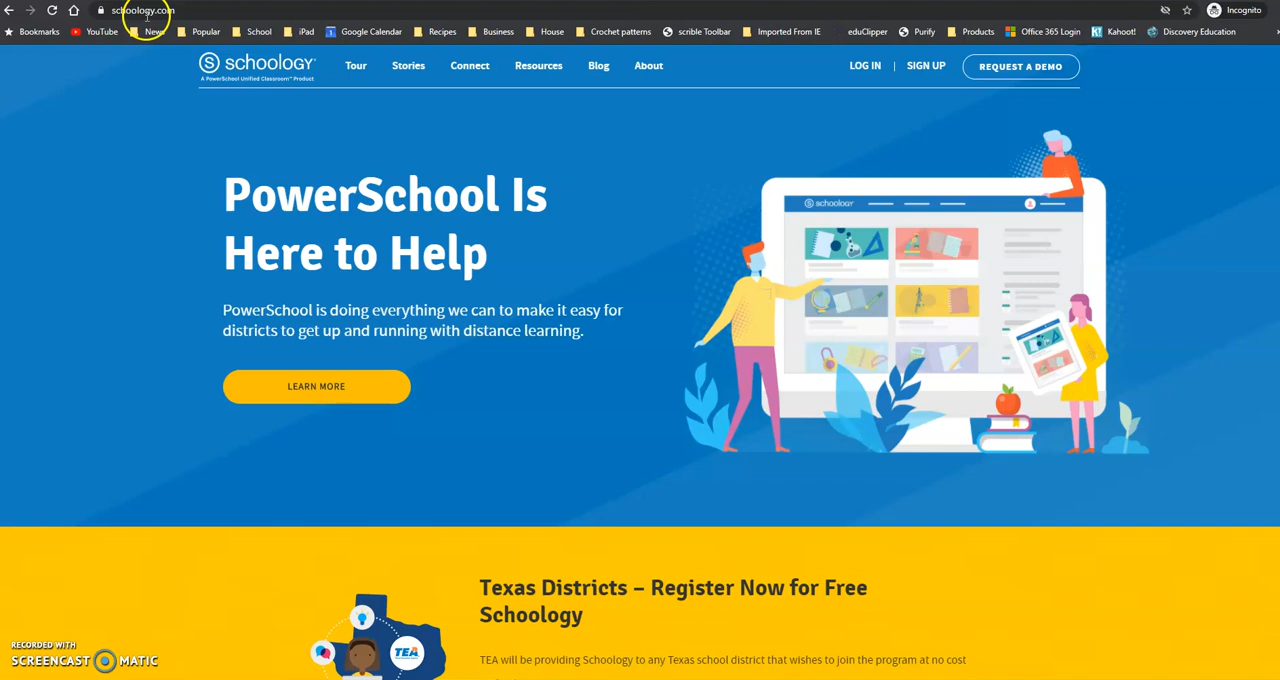 schoology.com
Incognito
Bookmarks YouTube News Popular School iPad Google Calendar Recipes Business House Crochet patterns scrible Toolbar Imported From IE eduClipper Purify Products Office 365 Login Kahoot! Discovery Education
schoology
A PowerSchool Unified Classroom™ Product
Tour Stories Connect Resources Blog About LOG IN | SIGN UP REQUEST A DEMO
PowerSchool Is
Here to Help
PowerSchool is doing everything we can to make it easy for
districts to get up and running with distance learning.
LEARN MORE
schoology
Texas Districts – Register Now for Free
Schoology
TEA
TEA will be providing Schoology to any Texas school district that wishes to join the program at no cost
RECORDED WITH
SCREENCAST MATIC